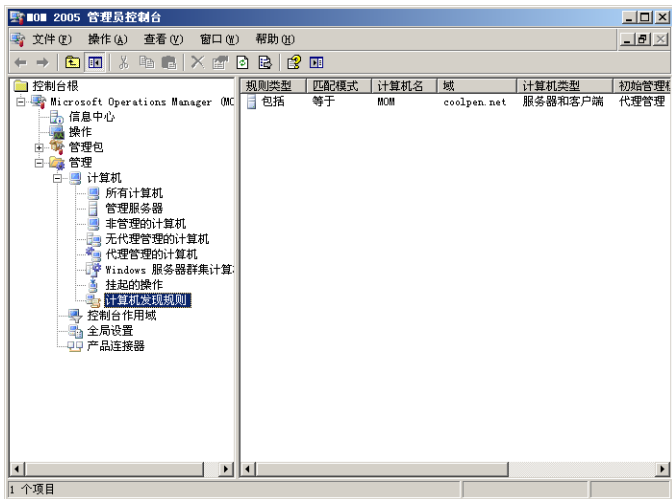 MOM 2005 管理员控制台
文件(F) 操作(A) 查看(V) 窗口(W) 帮助(H)
控制台根
Microsoft Operations Manager (MO
信息中心
操作
管理包
管理
计算机
所有计算机
管理服务器
非管理的计算机
无代理管理的计算机
代理管理的计算机
Windows 服务器群集计算
挂起的操作
计算机发现规则
控制台作用域
全局设置
产品连接器
规则类型 匹配模式 计算机名 域 计算机类型 初始管理模
包括 等于 MOM coolpen.net 服务器和客户端 代理管理
1 个项目